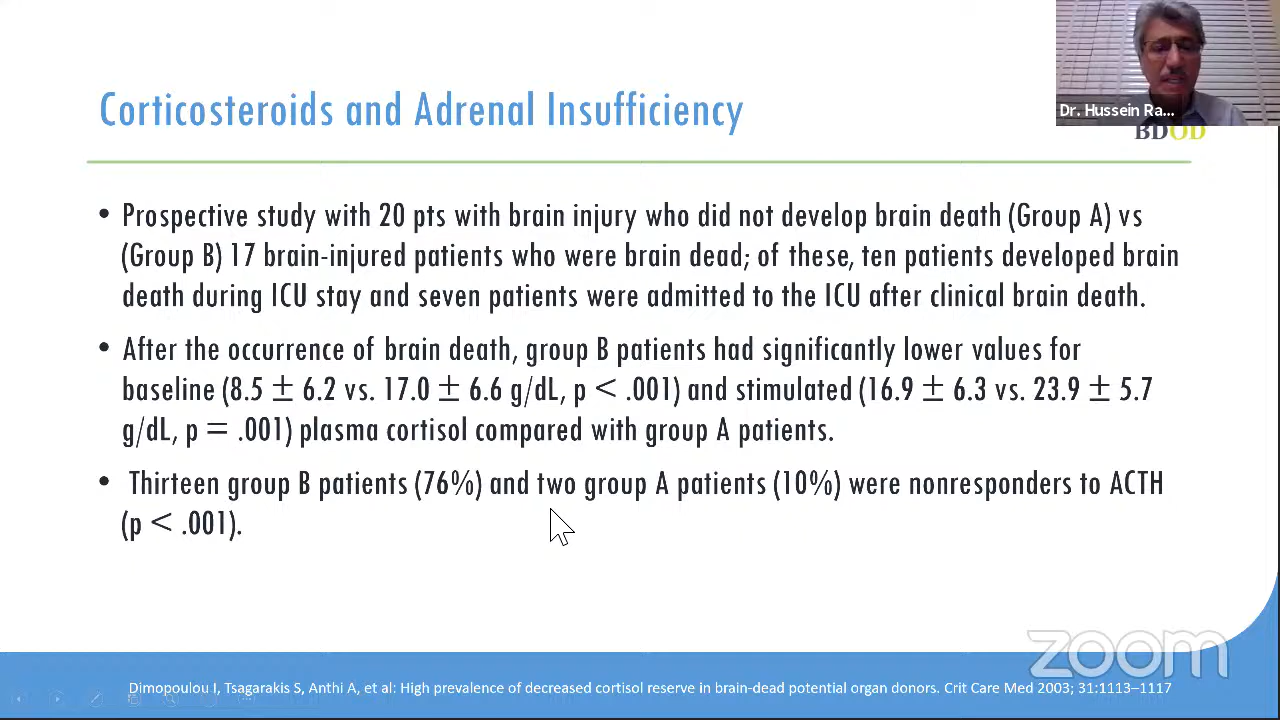 Dr. Hussein Ra...
BDOD
Corticosteroids and Adrenal Insufficiency
• Prospective study with 20 pts with brain injury who did not develop brain death (Group A) vs
(Group B) 17 brain-injured patients who were brain dead; of these, ten patients developed brain
death during ICU stay and seven patients were admitted to the ICU after clinical brain death.
• After the occurrence of brain death, group B patients had significantly lower values for
baseline (8.5 ± 6.2 vs. 17.0 ± 6.6 g/dL, p < .001) and stimulated (16.9 ± 6.3 vs. 23.9 ± 5.7
g/dL, p = .001) plasma cortisol compared with group A patients.
• Thirteen group B patients (76%) and two group A patients (10%) were nonresponders to ACTH
(p < .001).
zoom
Dimopoulou I, Tsagarakis S, Anthi A, et al: High prevalence of decreased cortisol reserve in brain-dead potential organ donors. Crit Care Med 2003; 31:1113–1117